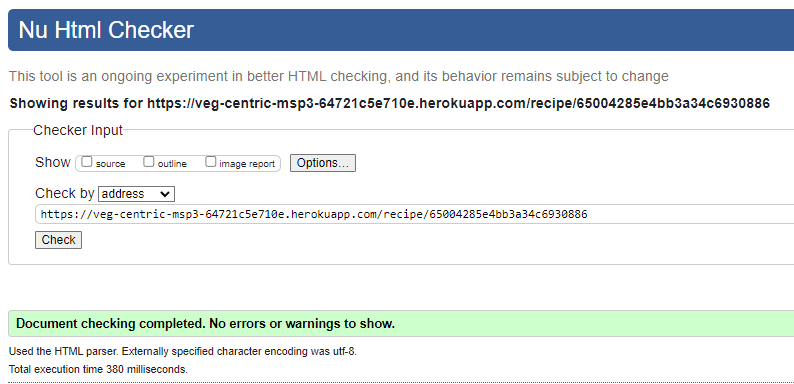 Nu Html Checker
This tool is an ongoing experiment in better HTML checking, and its behavior remains subject to change
Showing results for https://veg-centric-msp3-64721c5e710e.herokuapp.com/recipe/65004285e4bb3a34c6930886
Checker Input
Show source outline image report Options...
Check by address
https://veg-centric-msp3-64721c5e710e.herokuapp.com/recipe/65004285e4bb3a34c6930886
Check
Document checking completed. No errors or warnings to show.
Used the HTML parser. Externally specified character encoding was utf-8.
Total execution time 380 milliseconds.